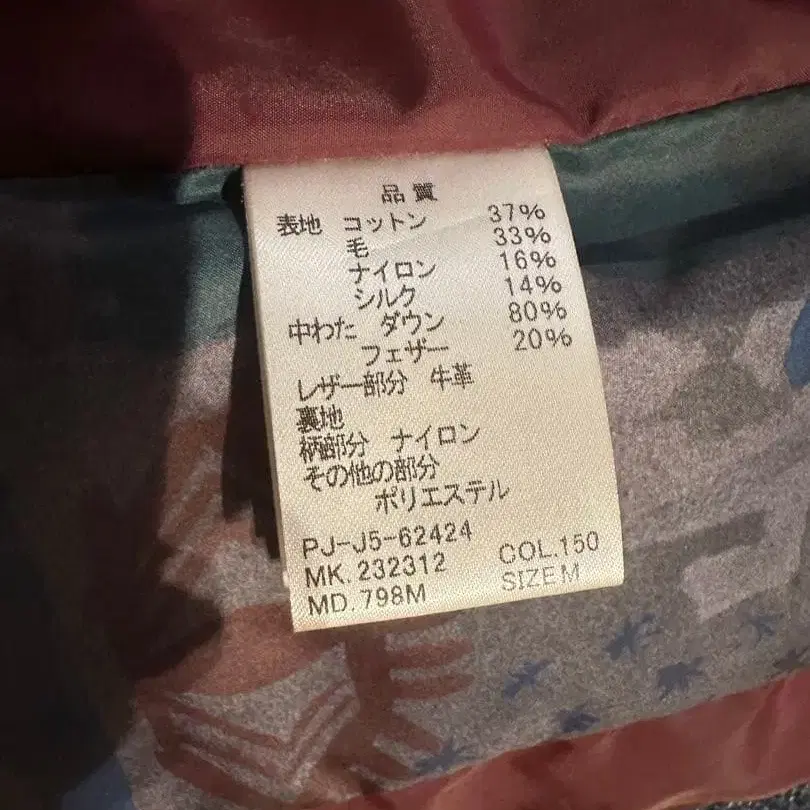 品質
表地 コットン 37%
毛 33%
ナイロン 16%
シルク 14%
中わた ダウン 80%
フェザー 20%
レザー部分 牛革
裏地
柄部分 ナイロン
その他の部分
ポリエステル
PJ-J5-62424
MK.232312 COL.150
MD.798M SIZE M